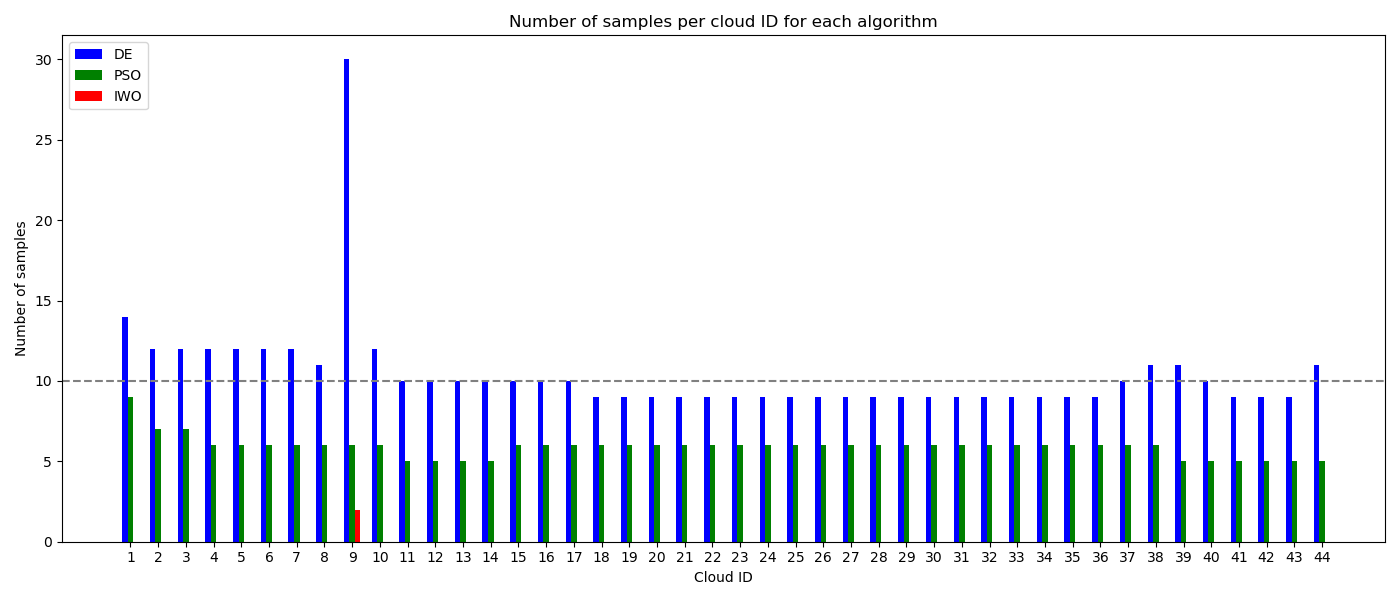 Number of samples per cloud ID for each algorithm
DE
PSO
IWO
Number of samples
30
25
20
15
10
5
0
1 2 3 4 5 6 7 8 9 10 11 12 13 14 15 16 17 18 19 20 21 22 23 24 25 26 27 28 29 30 31 32 33 34 35 36 37 38 39 40 41 42 43 44
Cloud ID